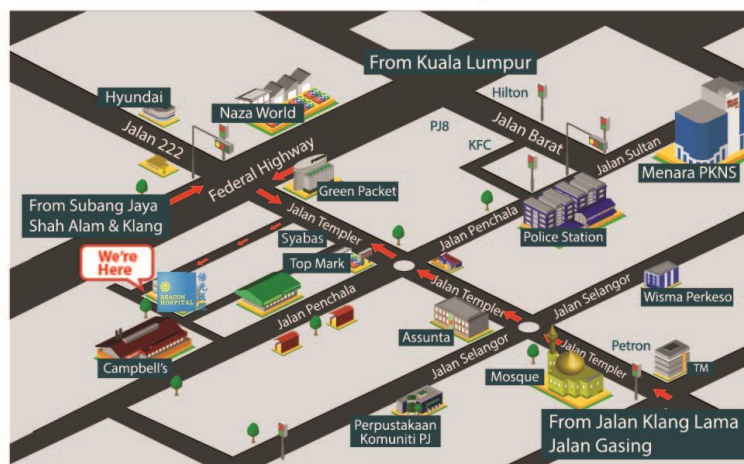 From Kuala Lumpur
Hyundai
Naza World
Hilton
Jalan 222
PJ8
Jalan Barat
KFC
Jalan Sultan
Menara PKNS
Federal Highway
Green Packet
From Subang Jaya
Shah Alam & Klang
Jalan Templer
Jalan Penchala
Police Station
Syabas
We're
Here
Top Mark
BEACON
HOSPITAL
Jalan Templer
Jalan Selangor
Wisma Perkeso
Jalan Penchala
Assunta
Campbell's
Jalan Selangor
Jalan Templer
Petron
TM
Mosque
Perpustakaan
Komuniti PJ
From Jalan Klang Lama
Jalan Gasing